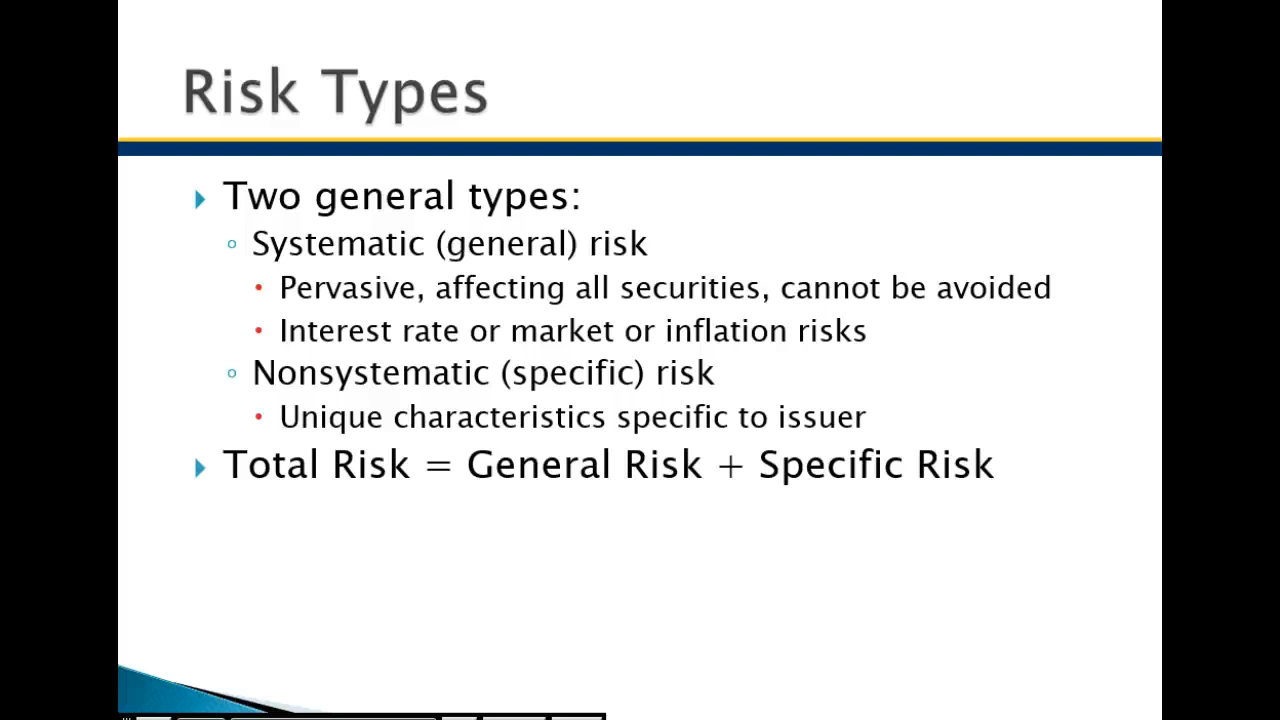 Risk Types
Two general types:
Systematic (general) risk
Pervasive, affecting all securities, cannot be avoided
Interest rate or market or inflation risks
Nonsystematic (specific) risk
Unique characteristics specific to issuer
Total Risk = General Risk + Specific Risk